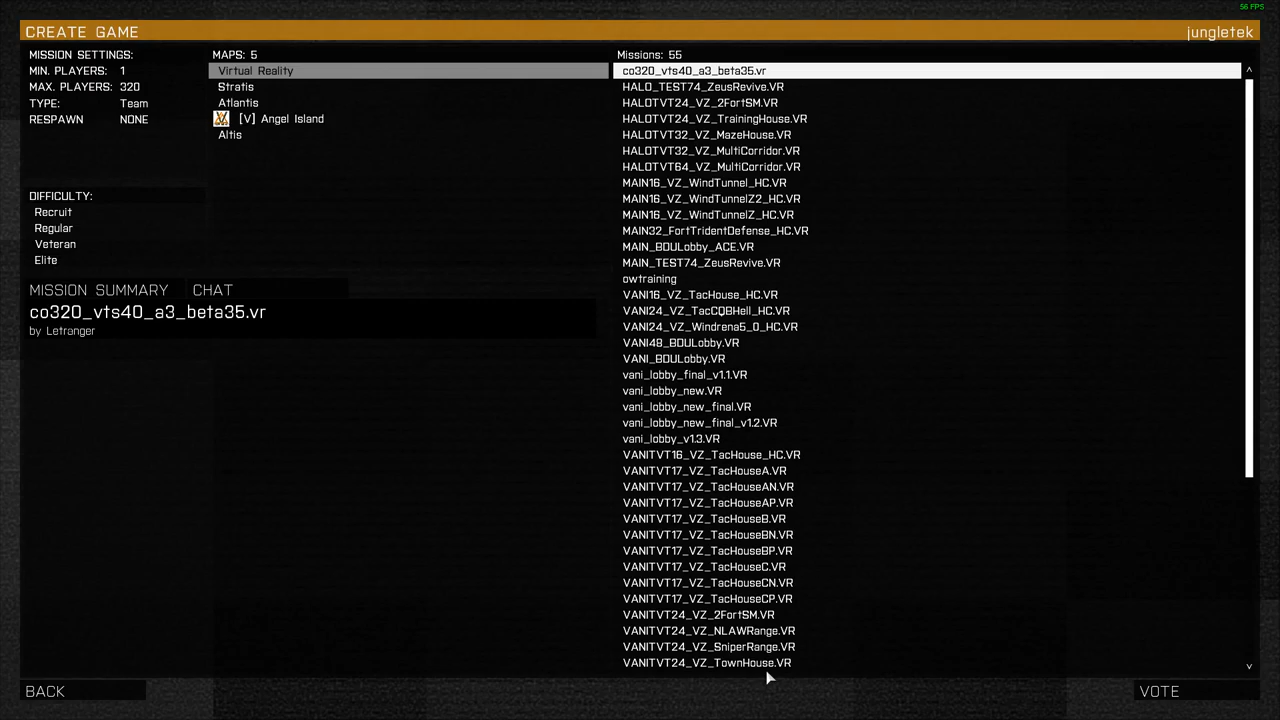 56 FPS
CREATE GAME
jungletek
MISSION SETTINGS:
MIN. PLAYERS: 1
MAX. PLAYERS: 320
TYPE: Team
RESPAWN NONE
DIFFICULTY:
Recruit
Regular
Veteran
Elite
MISSION SUMMARY CHAT
co320_vts40_a3_beta35.vr
by Letranger
MAPS: 5
Virtual Reality
Stratis
Atlantis
[V] Angel Island
Altis
Missions: 55
co320_vts40_a3_beta35.vr
HALO_TEST74_ZeusRevive.VR
HALOTVT24_VZ_2FortSM.VR
HALOTVT24_VZ_TrainingHouse.VR
HALOTVT32_VZ_MazeHouse.VR
HALOTVT32_VZ_MultiCorridor.VR
HALOTVT64_VZ_MultiCorridor.VR
MAIN16_VZ_WindTunnel_HC.VR
MAIN16_VZ_WindTunnelZ2_HC.VR
MAIN16_VZ_WindTunnelZ_HC.VR
MAIN32_FortTridentDefense_HC.VR
MAIN_BOULobby_ACE.VR
MAIN_TEST74_ZeusRevive.VR
owtraining
VANI16_VZ_TacHouse_HC.VR
VANI24_VZ_TacCQBHell_HC.VR
VANI24_VZ_Windrena5_0_HC.VR
VANI48_BOULobby.VR
VANI_BOULobby.VR
vani_lobby_final_v1.1.VR
vani_lobby_new.VR
vani_lobby_new_final.VR
vani_lobby_new_final_v1.2.VR
vani_lobby_v1.3.VR
VANITVT16_VZ_TacHouse_HC.VR
VANITVT17_VZ_TacHouseA.VR
VANITVT17_VZ_TacHouseAN.VR
VANITVT17_VZ_TacHouseAP.VR
VANITVT17_VZ_TacHouseB.VR
VANITVT17_VZ_TacHouseBN.VR
VANITVT17_VZ_TacHouseBP.VR
VANITVT17_VZ_TacHouseC.VR
VANITVT17_VZ_TacHouseCN.VR
VANITVT17_VZ_TacHouseCP.VR
VANITVT24_VZ_2FortSM.VR
VANITVT24_VZ_NLAWRange.VR
VANITVT24_VZ_SniperRange.VR
VANITVT24_VZ_TownHouse.VR
BACK
VOTE